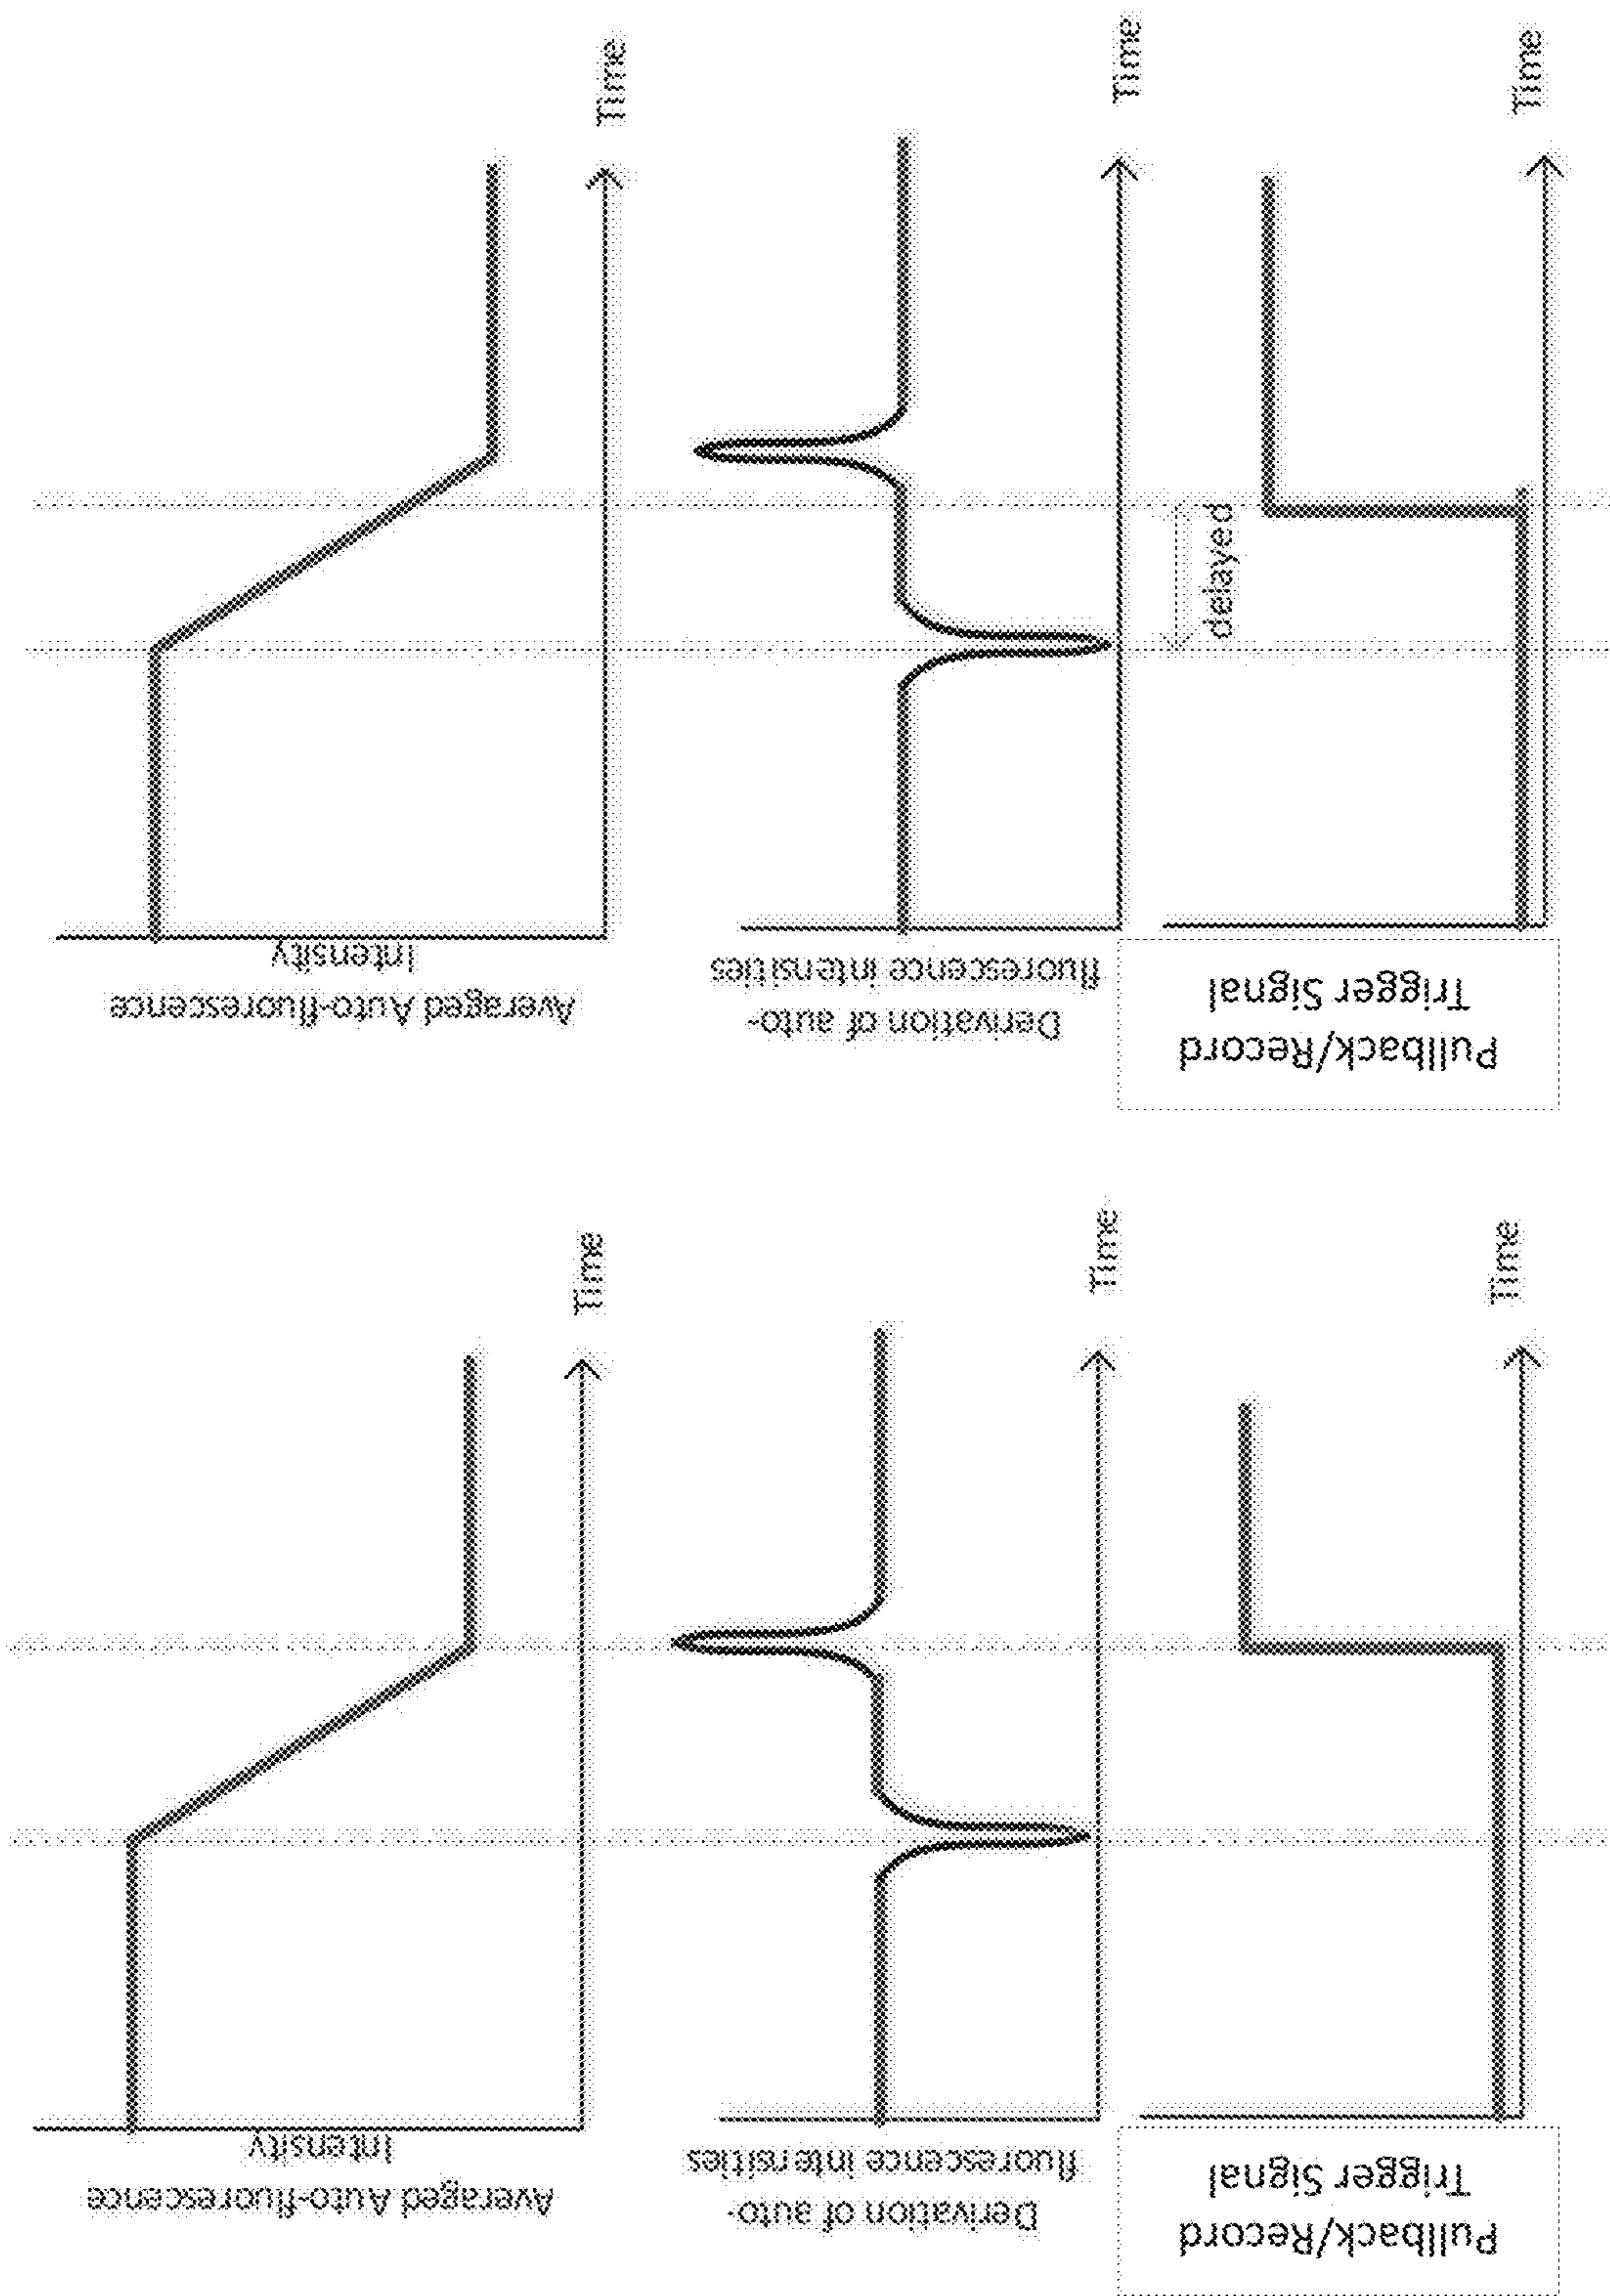 Averaged Auto-fluorescence
Intensity
Time
Derivation of auto-
fluorescence intensities
Time
Pullback/Record
Trigger Signal
Time
Averaged Auto-fluorescence
Intensity
Time
Derivation of auto-
fluorescence intensities
Time
delayed
Pullback/Record
Trigger Signal
Time